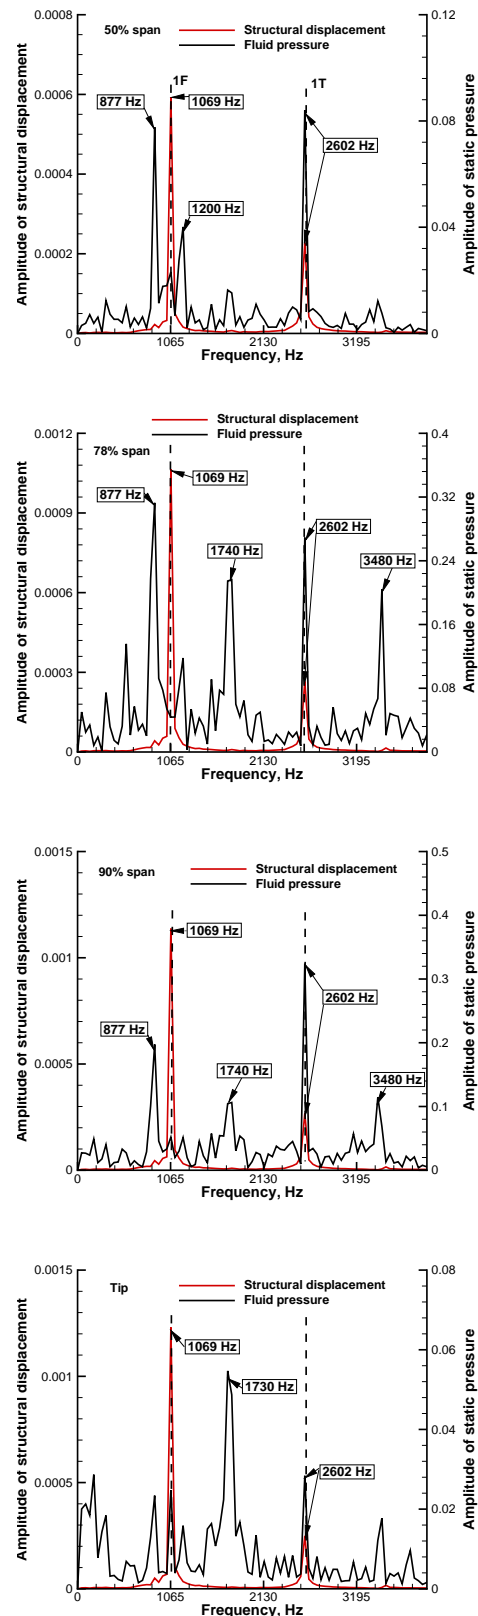 50% span
Structural displacement
Fluid pressure
1F
1T
877 Hz
1069 Hz
2602 Hz
1200 Hz
Amplitude of structural displacement
0.0008
0.0006
0.0004
0.0002
0
Amplitude of static pressure
0.12
0.08
0.04
0
0
1065
2130
3195
Frequency, Hz
78% span
Structural displacement
Fluid pressure
877 Hz
1069 Hz
1740 Hz
2602 Hz
3480 Hz
Amplitude of structural displacement
0.0012
0.0009
0.0006
0.0003
0
Amplitude of static pressure
0.4
0.32
0.24
0.16
0.08
0
0
1065
2130
3195
Frequency, Hz
90% span
Structural displacement
Fluid pressure
1069 Hz
877 Hz
1740 Hz
2602 Hz
3480 Hz
Amplitude of structural displacement
0.0015
0.001
0.0005
0
Amplitude of static pressure
0.5
0.4
0.3
0.2
0.1
0
0
1065
2130
3195
Frequency, Hz
Tip
Structural displacement
Fluid pressure
1069 Hz
1730 Hz
2602 Hz
Amplitude of structural displacement
0.0015
0.001
0.0005
0
Amplitude of static pressure
0.08
0.06
0.04
0.02
0
0
1065
2130
3195
Frequency, Hz